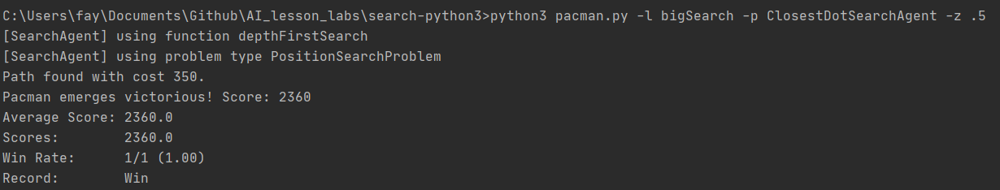 C:\Users\fay\Documents\Github\AI_lesson_labs\search-python3>python3 pacman.py -l bigSearch -p ClosestDotSearchAgent -z .5
[SearchAgent] using function depthFirstSearch
[SearchAgent] using problem type PositionSearchProblem
Path found with cost 350.
Pacman emerges victorious! Score: 2360
Average Score: 2360.0
Scores:        2360.0
Win Rate:      1/1 (1.00)
Record:        Win